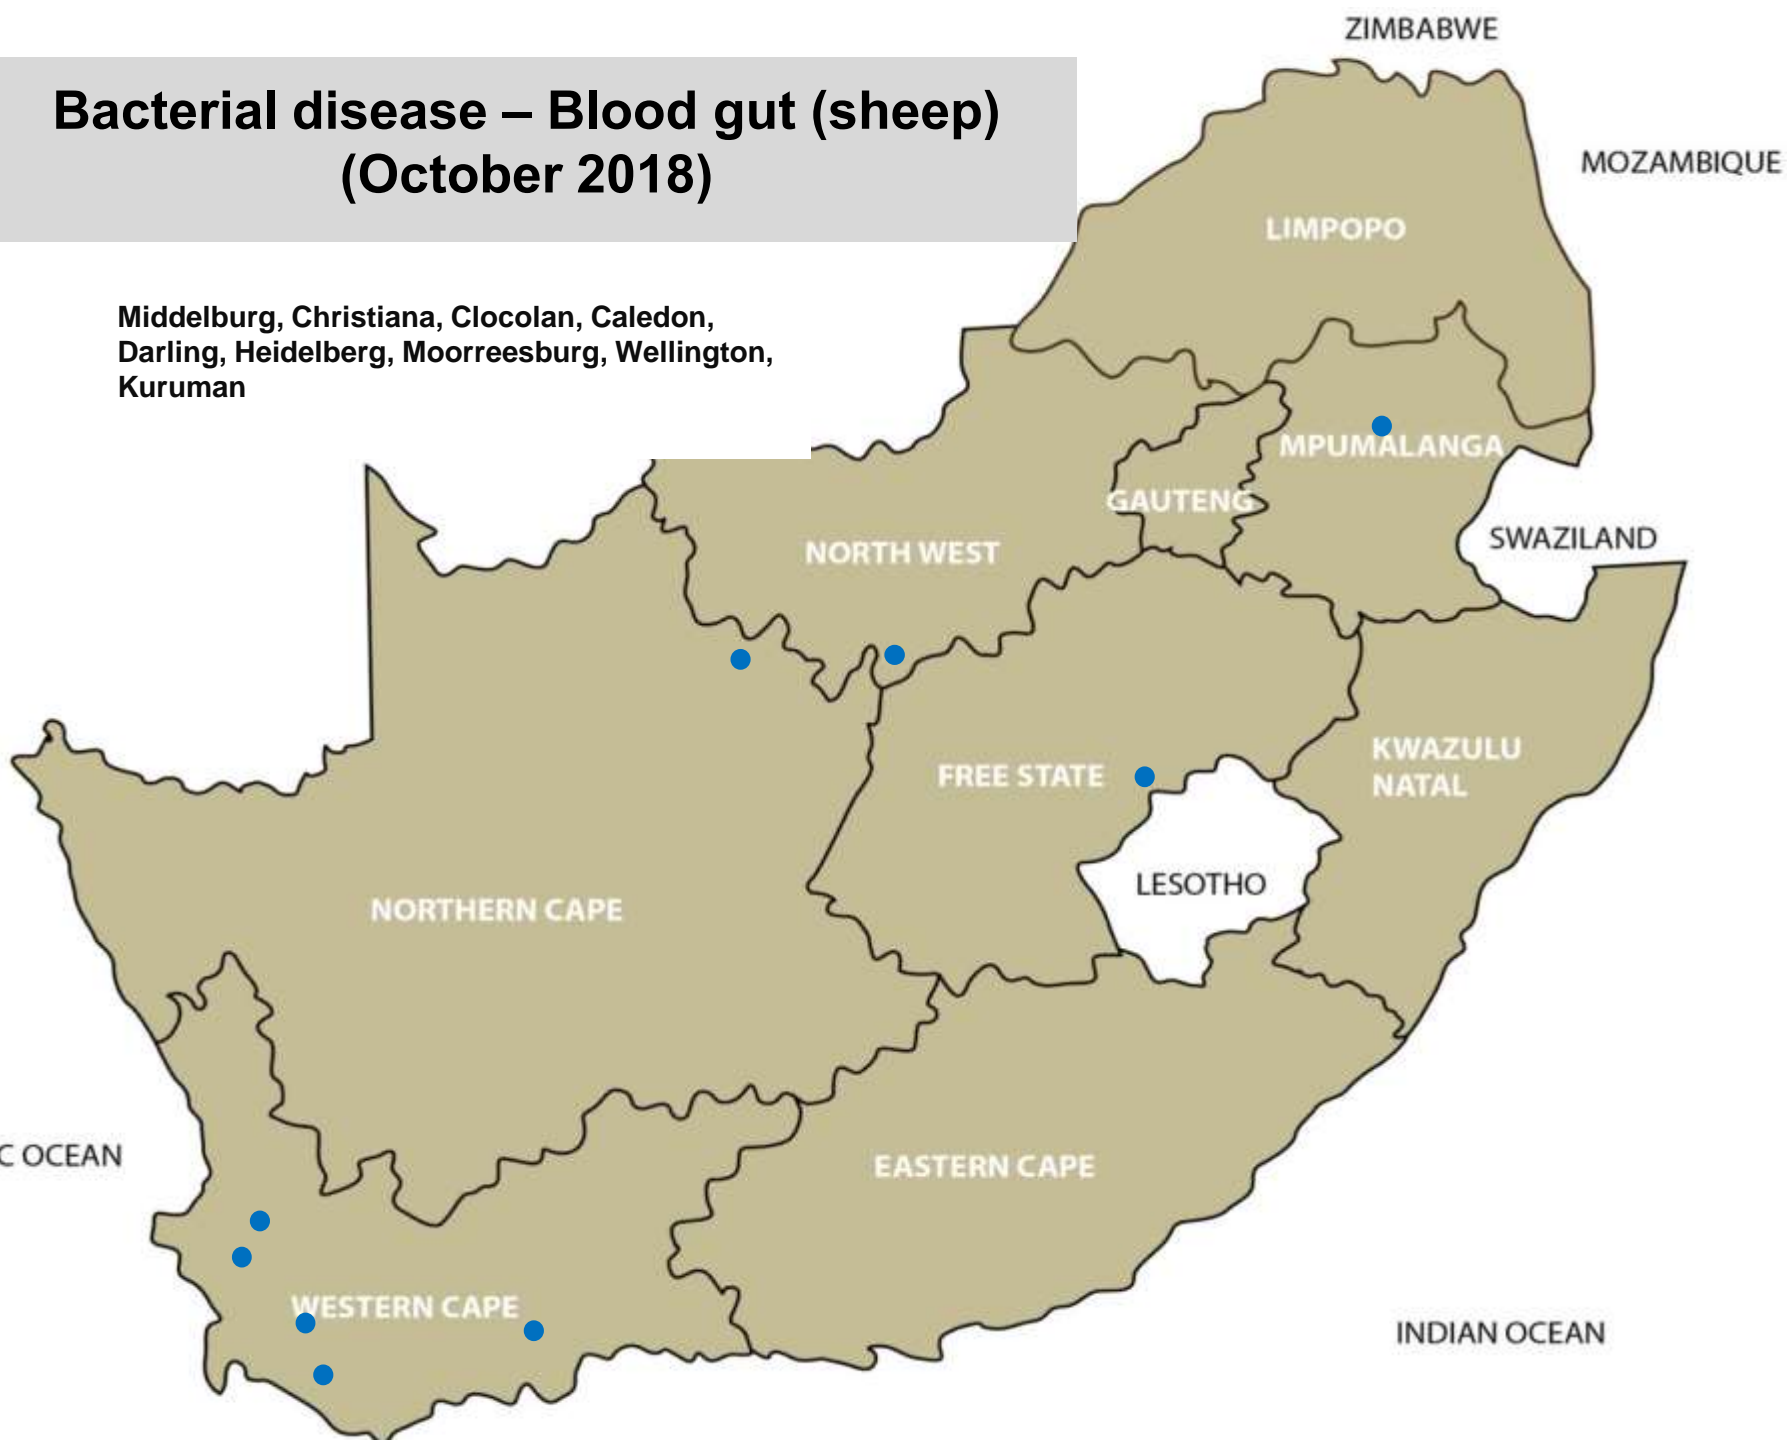 ZIMBABWE
Bacterial disease – Blood gut (sheep)
(October 2018)
MOZAMBIQUE
LIMPOPO
Middelburg, Christiana, Clocolan, Caledon,
Darling, Heidelberg, Moorreesburg, Wellington,
Kuruman
MPUMALANGA
GAUTENG
NORTH WEST
SWAZILAND
KWAZULU
NATAL
FREE STATE
LESOTHO
NORTHERN CAPE
C OCEAN
EASTERN CAPE
WESTERN CAPE
INDIAN OCEAN